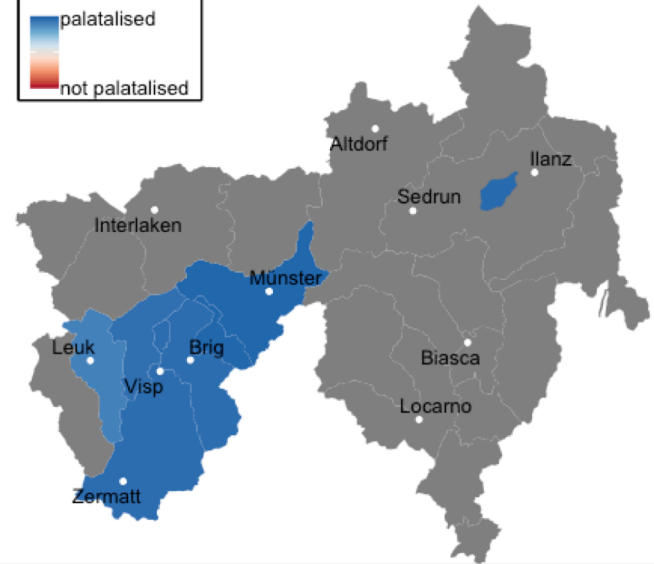 palatalised
not palatalised
Altdorf
Ilanz
Sedrun
Interlaken
Münster
Leuk
Brig
Biasca
Visp
Locarno
Zermatt